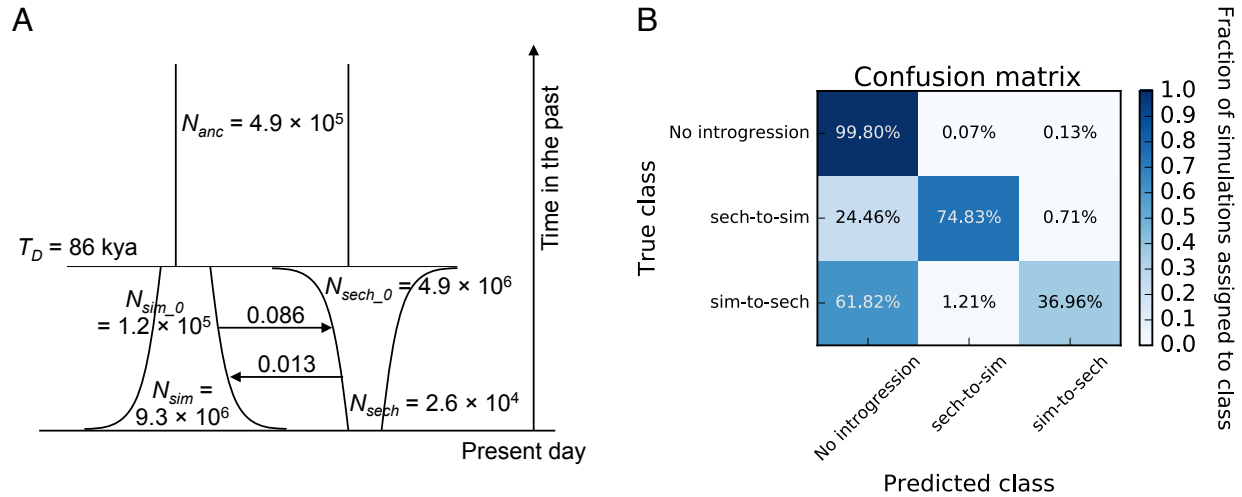 A
N_anc = 4.9 × 10^5
Time in the past
T_D = 86 kya
N_sim_0
= 1.2 × 10^5
N_sech_0 = 4.9 × 10^6
0.086
0.013
N_sim =
9.3 × 10^6
N_sech = 2.6 × 10^4
Present day
B
Confusion matrix
True class
No introgression
99.80%
0.07%
0.13%
sech-to-sim
24.46%
74.83%
0.71%
sim-to-sech
61.82%
1.21%
36.96%
No introgression
sech-to-sim
sim-to-sech
Predicted class
1.0
0.9
0.8
0.7
0.6
0.5
0.4
0.3
0.2
0.1
0.0
Fraction of simulations assigned to class